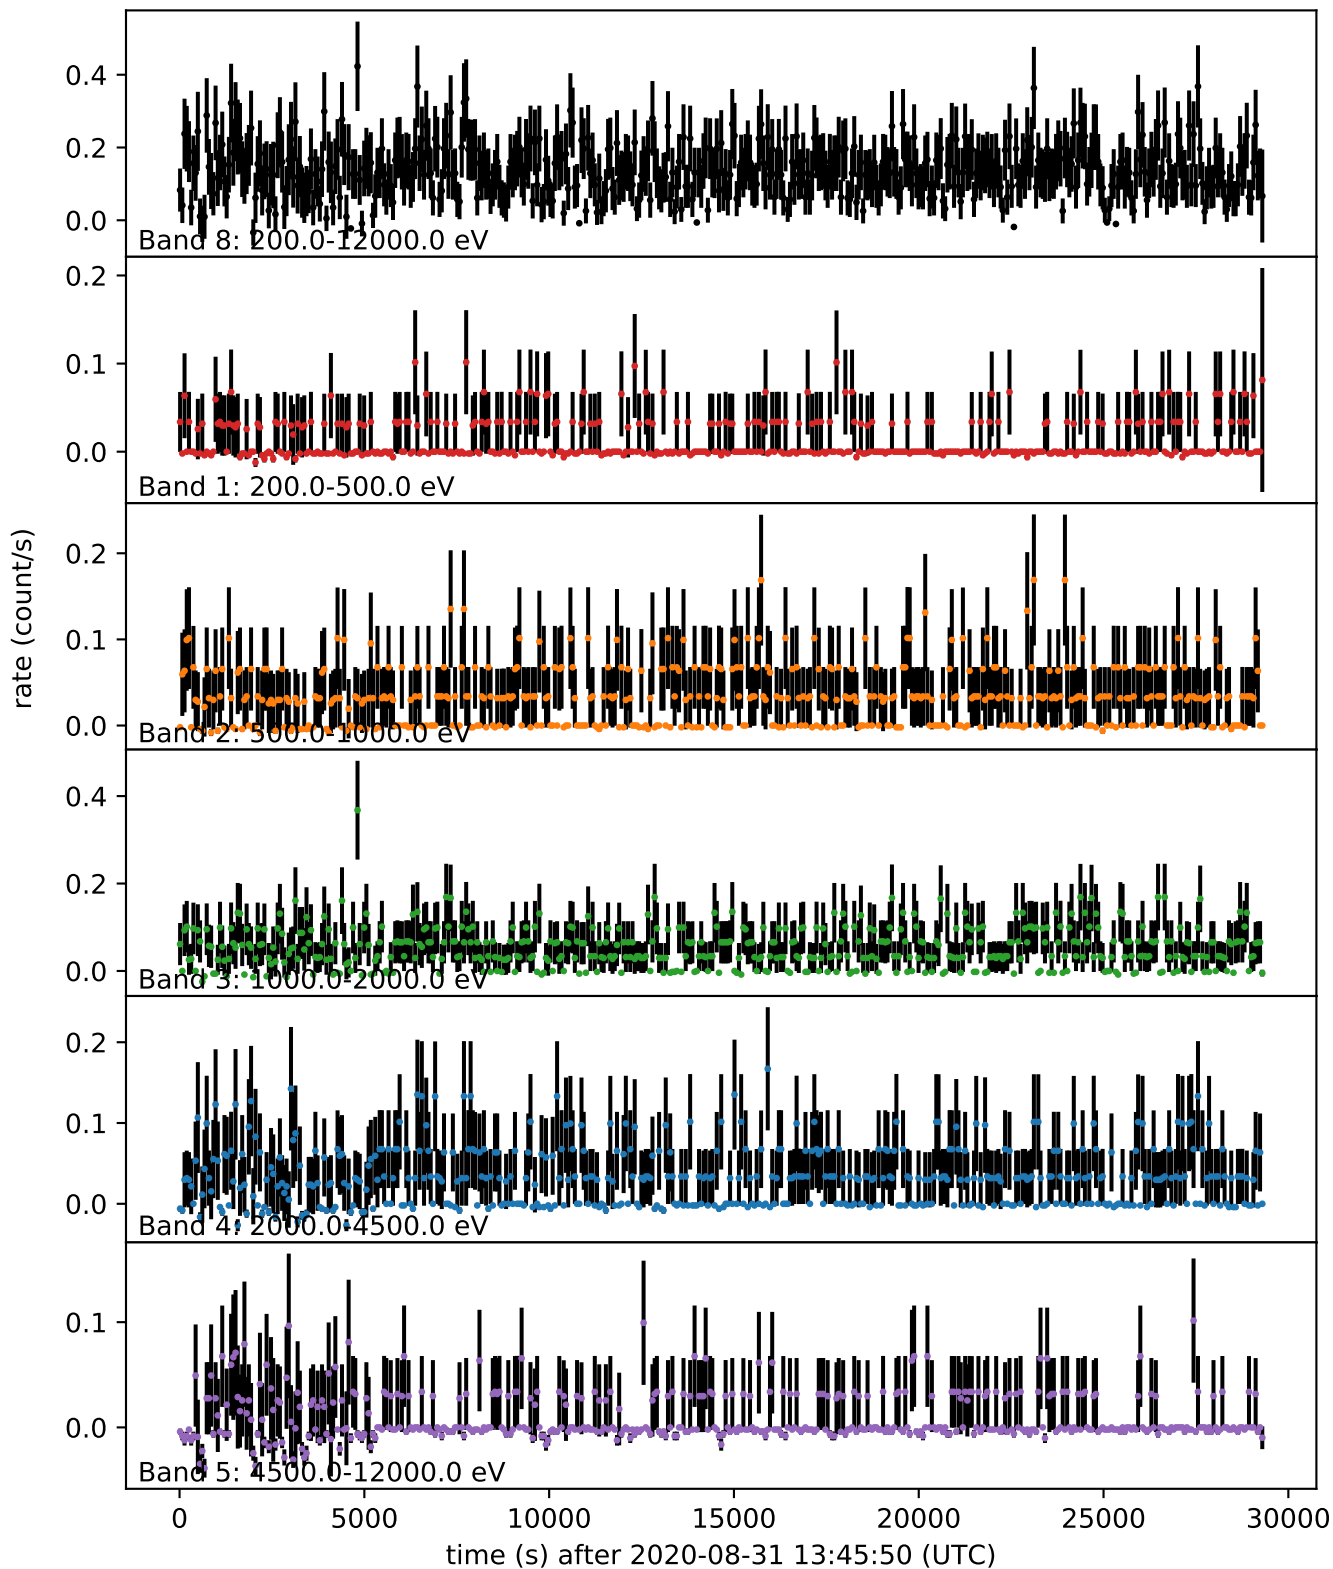 0.4
0.2
0.0
Band 8: 200.0-12000.0 eV
0.2
0.1
0.0
Band 1: 200.0-500.0 eV
rate (count/s)
0.2
0.1
0.0
Band 2: 500.0-1000.0 eV
0.4
0.2
0.0
Band 3: 1000.0-2000.0 eV
0.2
0.1
0.0
Band 4: 2000.0-4500.0 eV
0.1
0.0
Band 5: 4500.0-12000.0 eV
0 5000 10000 15000 20000 25000 30000
time (s) after 2020-08-31 13:45:50 (UTC)